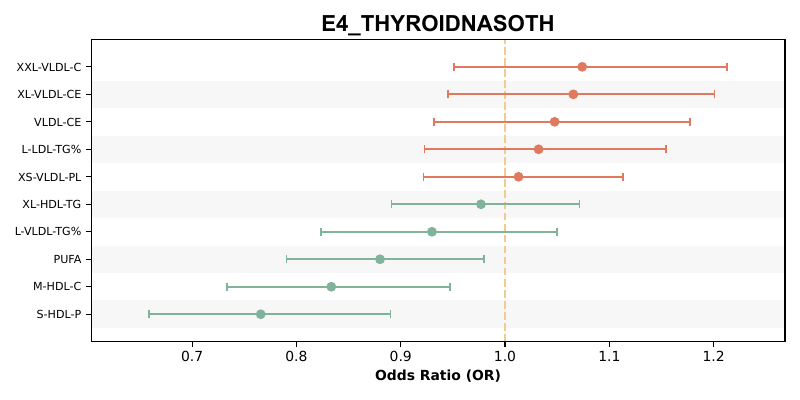 E4_THYROIDNASOTH
XXL-VLDL-C
XL-VLDL-CE
VLDL-CE
L-LDL-TG%
XS-VLDL-PL
XL-HDL-TG
L-VLDL-TG%
PUFA
M-HDL-C
S-HDL-P
0.7 0.8 0.9 1.0 1.1 1.2
Odds Ratio (OR)